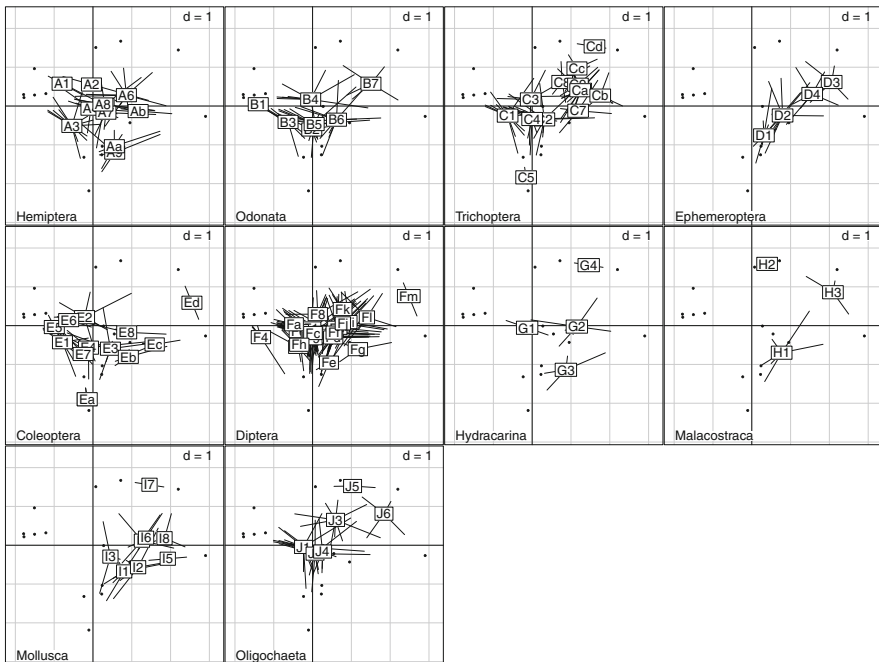 d = 1
A1
A2
A6
A8
A7
Ab
A3
Aa
Hemiptera
d = 1
B7
B4
B1
B3
B5
B6
Odonata
d = 1
Cd
Cc
Ca
Cb
C3
C7
C1
C4
C5
Trichoptera
d = 1
D3
D4
D2
D1
Ephemeroptera
d = 1
Ed
E6
E2
E8
E1
E3
Ec
E7
Eb
Ea
Coleoptera
d = 1
Fm
Fk
F8
Fl
Fa
Fj
Fc
F4
Fh
Fg
Fe
Diptera
d = 1
G4
G1
G2
G3
Hydracarina
d = 1
H2
H3
H1
Malacostraca
d = 1
I7
I6
I8
I3
I5
I2
I1
Mollusca
d = 1
J5
J6
J3
J4
Oligochaeta